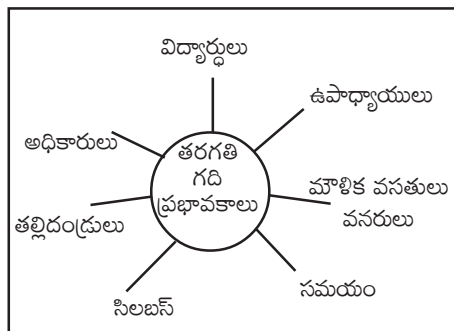 విద్యార్థులు
ఉపాధ్యాయులు
అధికారులు
తరగతి
గది
ప్రభావకాలు
మౌళిక వసతులు
వనరులు
తల్లిదండ్రులు
సమయం
సిలబస్